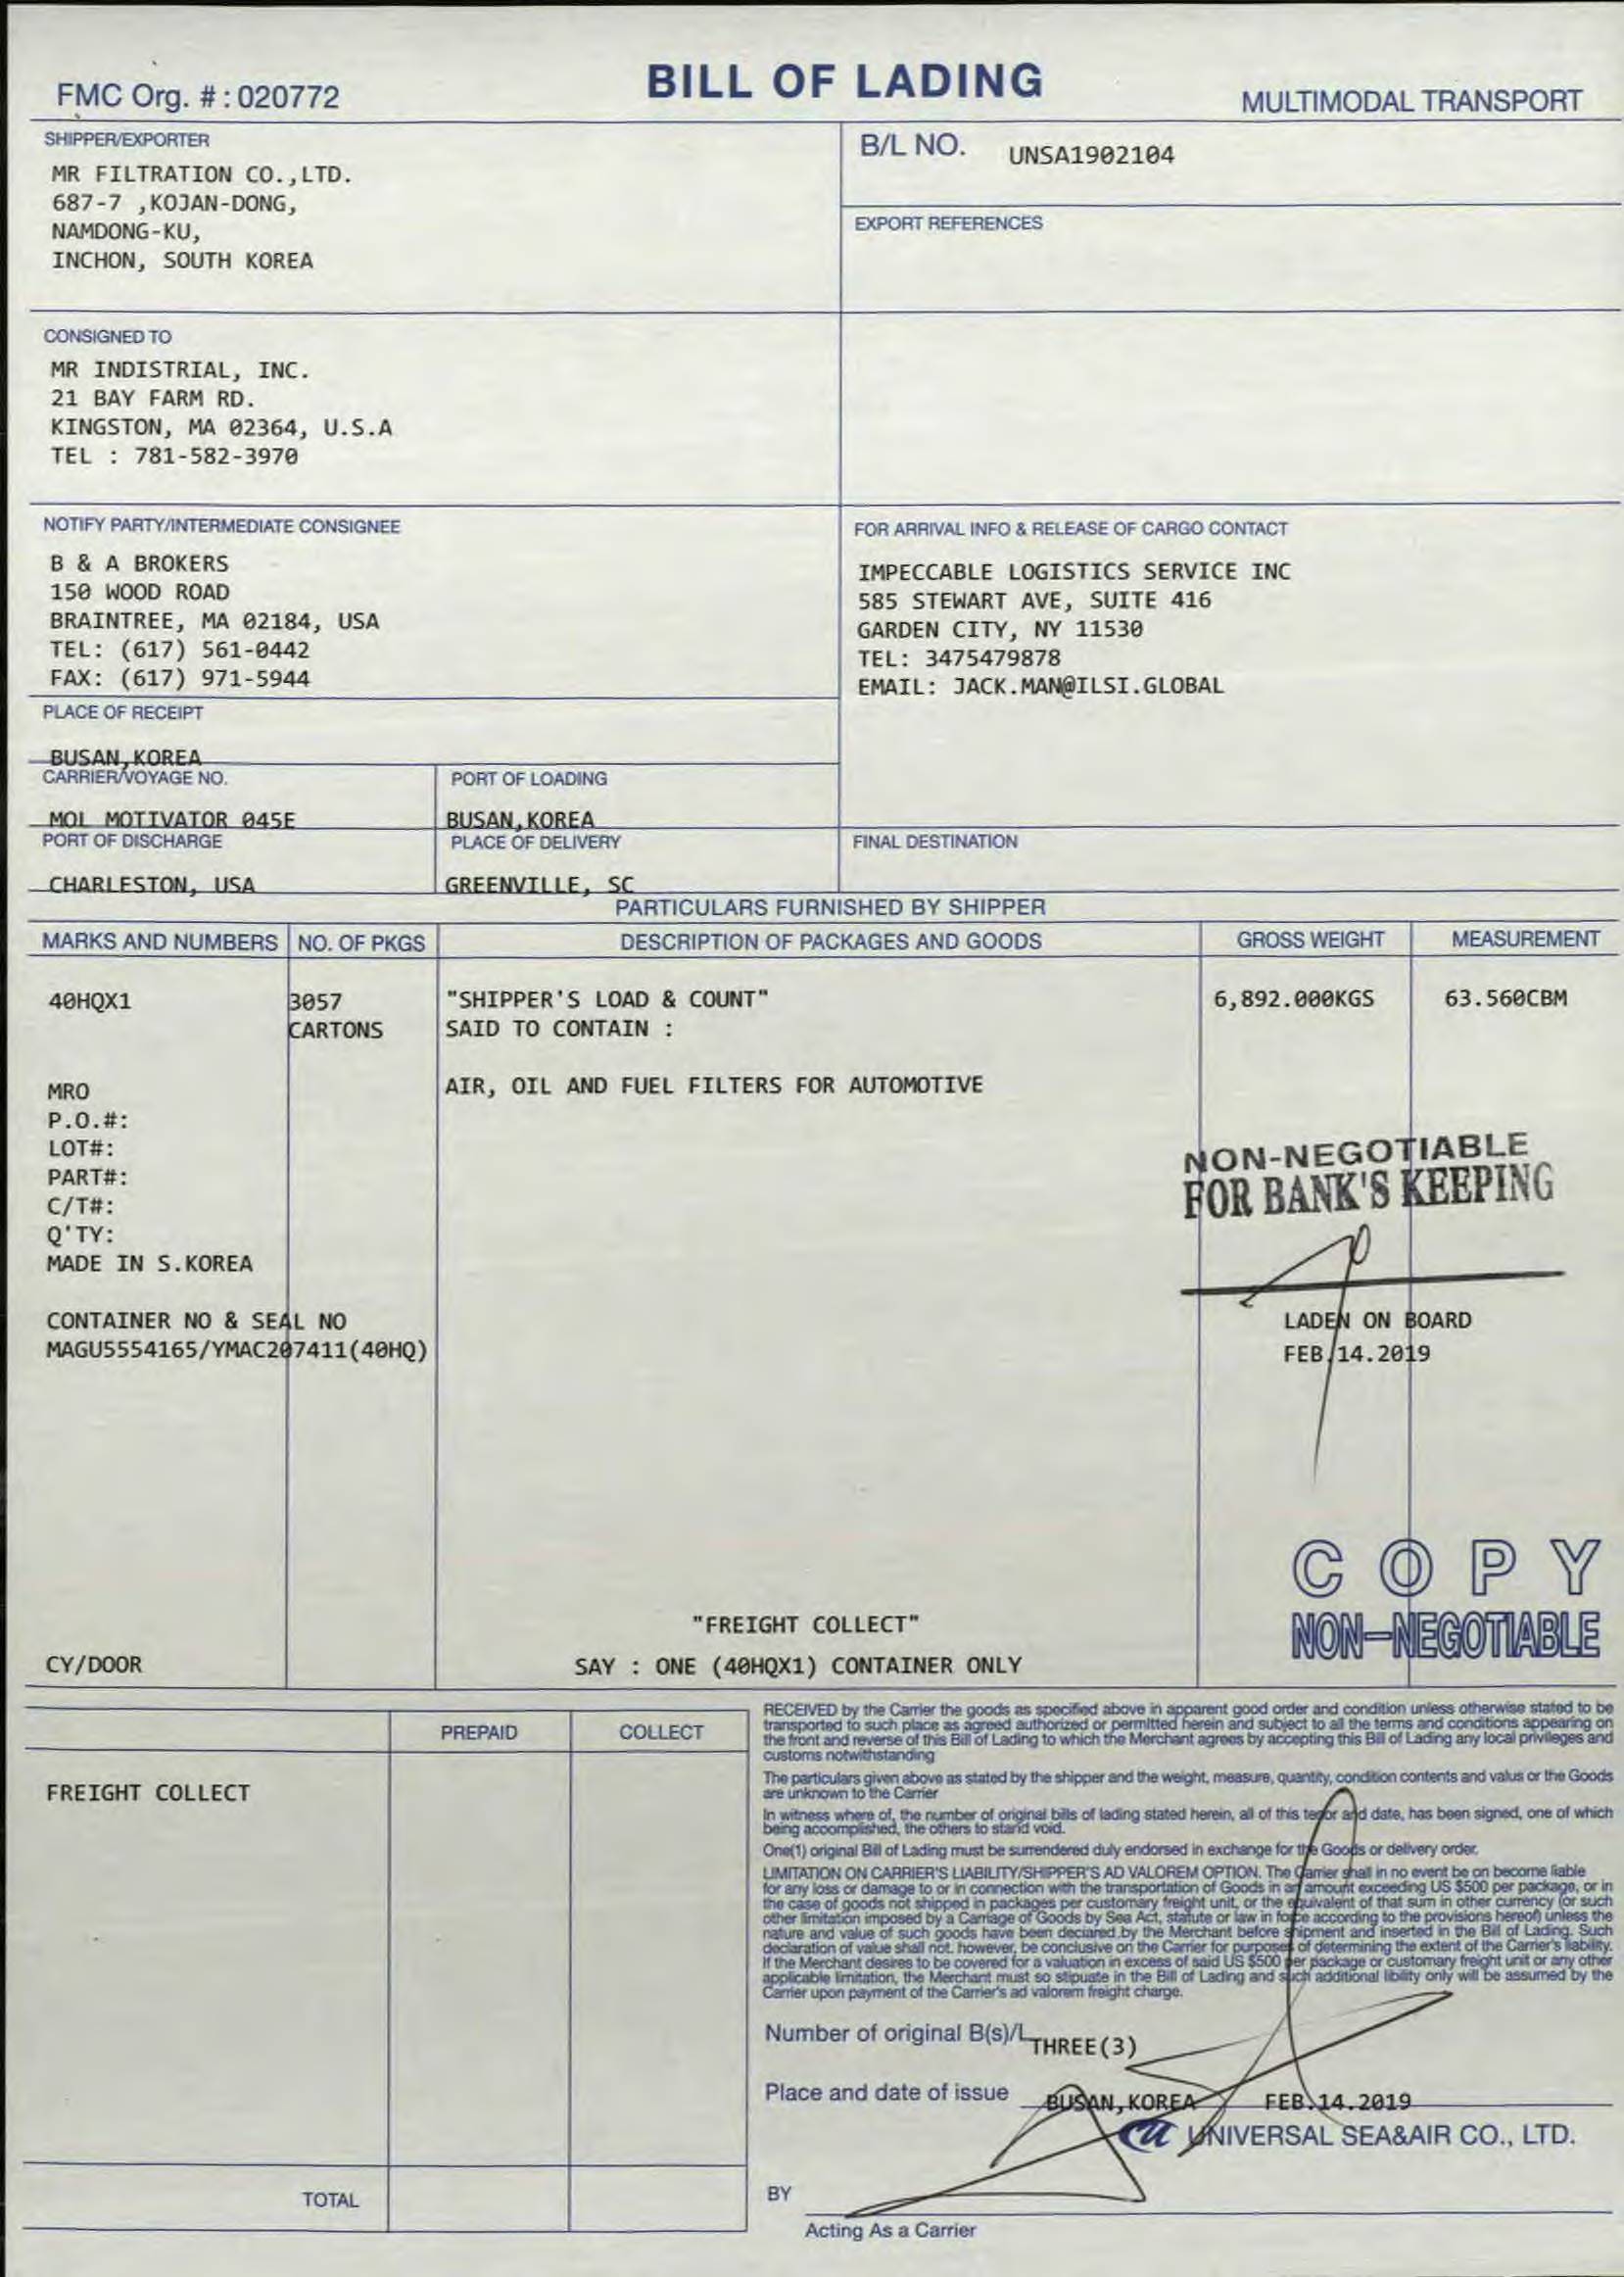 FMC Org. # : 020772
BILL OF LADING
MULTIMODAL TRANSPORT
SHIPPER/EXPORTER
MR FILTRATION CO.,LTD.
687-7 ,KOJAN-DONG,
NAMDONG-KU,
INCHON, SOUTH KOREA
B/L NO. UNSA1902104
EXPORT REFERENCES
CONSIGNED TO
MR INDISTRIAL, INC.
21 BAY FARM RD.
KINGSTON, MA 02364, U.S.A
TEL : 781-582-3970
NOTIFY PARTY/INTERMEDIATE CONSIGNEE
B & A BROKERS
150 WOOD ROAD
BRAINTREE, MA 02184, USA
TEL: (617) 561-0442
FAX: (617) 971-5944
FOR ARRIVAL INFO & RELEASE OF CARGO CONTACT
IMPECCABLE LOGISTICS SERVICE INC
585 STEWART AVE, SUITE 416
GARDEN CITY, NY 11530
TEL: 3475479878
EMAIL: JACK.MAN@ILSI.GLOBAL
PLACE OF RECEIPT
BUSAN,KOREA
CARRIER/VOYAGE NO.
MOL MOTIVATOR 045E
PORT OF LOADING
BUSAN,KOREA
PORT OF DISCHARGE
CHARLESTON, USA
PLACE OF DELIVERY
GREENVILLE, SC
FINAL DESTINATION
PARTICULARS FURNISHED BY SHIPPER
MARKS AND NUMBERS NO. OF PKGS DESCRIPTION OF PACKAGES AND GOODS GROSS WEIGHT MEASUREMENT
40HQX1 3057 "SHIPPER'S LOAD & COUNT" 6,892.000KGS 63.560CBM
CARTONS SAID TO CONTAIN :
MRO AIR, OIL AND FUEL FILTERS FOR AUTOMOTIVE
P.O.#:
LOT#:
PART#:
C/T#:
Q'TY:
MADE IN S.KOREA
NON-NEGOTIABLE
FOR BANK'S KEEPING
CONTAINER NO & SEAL NO
MAGU5554165/YMAC207411(40HQ)
LADEN ON BOARD
FEB.14.2019
COPY
NON-NEGOTIABLE
"FREIGHT COLLECT"
CY/DOOR SAY : ONE (40HQX1) CONTAINER ONLY
PREPAID COLLECT
FREIGHT COLLECT
TOTAL
RECEIVED by the Carrier the goods as specified above in apparent good order and condition unless otherwise stated to be
transported to such place as agreed authorized or permitted herein and subject to all the terms and conditions appearing on
the front and reverse of this Bill of Lading to which the Merchant agrees by accepting this Bill of Lading any local privileges and
customs notwithstanding
The particulars given above as stated by the shipper and the weight, measure, quantity, condition contents and valus or the Goods
are unknown to the Carrier
In witness where of, the number of original bills of lading stated herein, all of this tenor and date, has been signed, one of which
being accomplished, the others to stand void.
One(1) original Bill of Lading must be surrendered duly endorsed in exchange for the Goods or delivery order.
LIMITATION ON CARRIER'S LIABILITY/SHIPPER'S AD VALOREM OPTION. The Carrier shall in no event be on become liable
for any loss or damage to or in connection with the transportation of Goods in an amount exceeding US $500 per package, or in
the case of goods not shipped in packages per customary freight unit, or the equivalent of that sum in other currency (or such
other limitation imposed by a Carriage of Goods by Sea Act, statute or law in force according to the provisions hereof) unless the
nature and value of such goods have been declared by the Merchant before shipment and inserted in the Bill of Lading. Such
declaration of value shall not, however, be conclusive on the Carrier for purposes of determining the extent of the Carrier's liability.
If the Merchant desires to be covered for a valuation in excess of said US $500 per package or customary freight unit or any other
applicable limitation, the Merchant must so stipuate in the Bill of Lading and such additional libility only will be assumed by the
Carrier upon payment of the Carrier's ad valorem freight charge.
Number of original B(s)/L THREE(3)
Place and date of issue BUSAN,KOREA FEB.14.2019
UNIVERSAL SEA&AIR CO., LTD.
BY
Acting As a Carrier